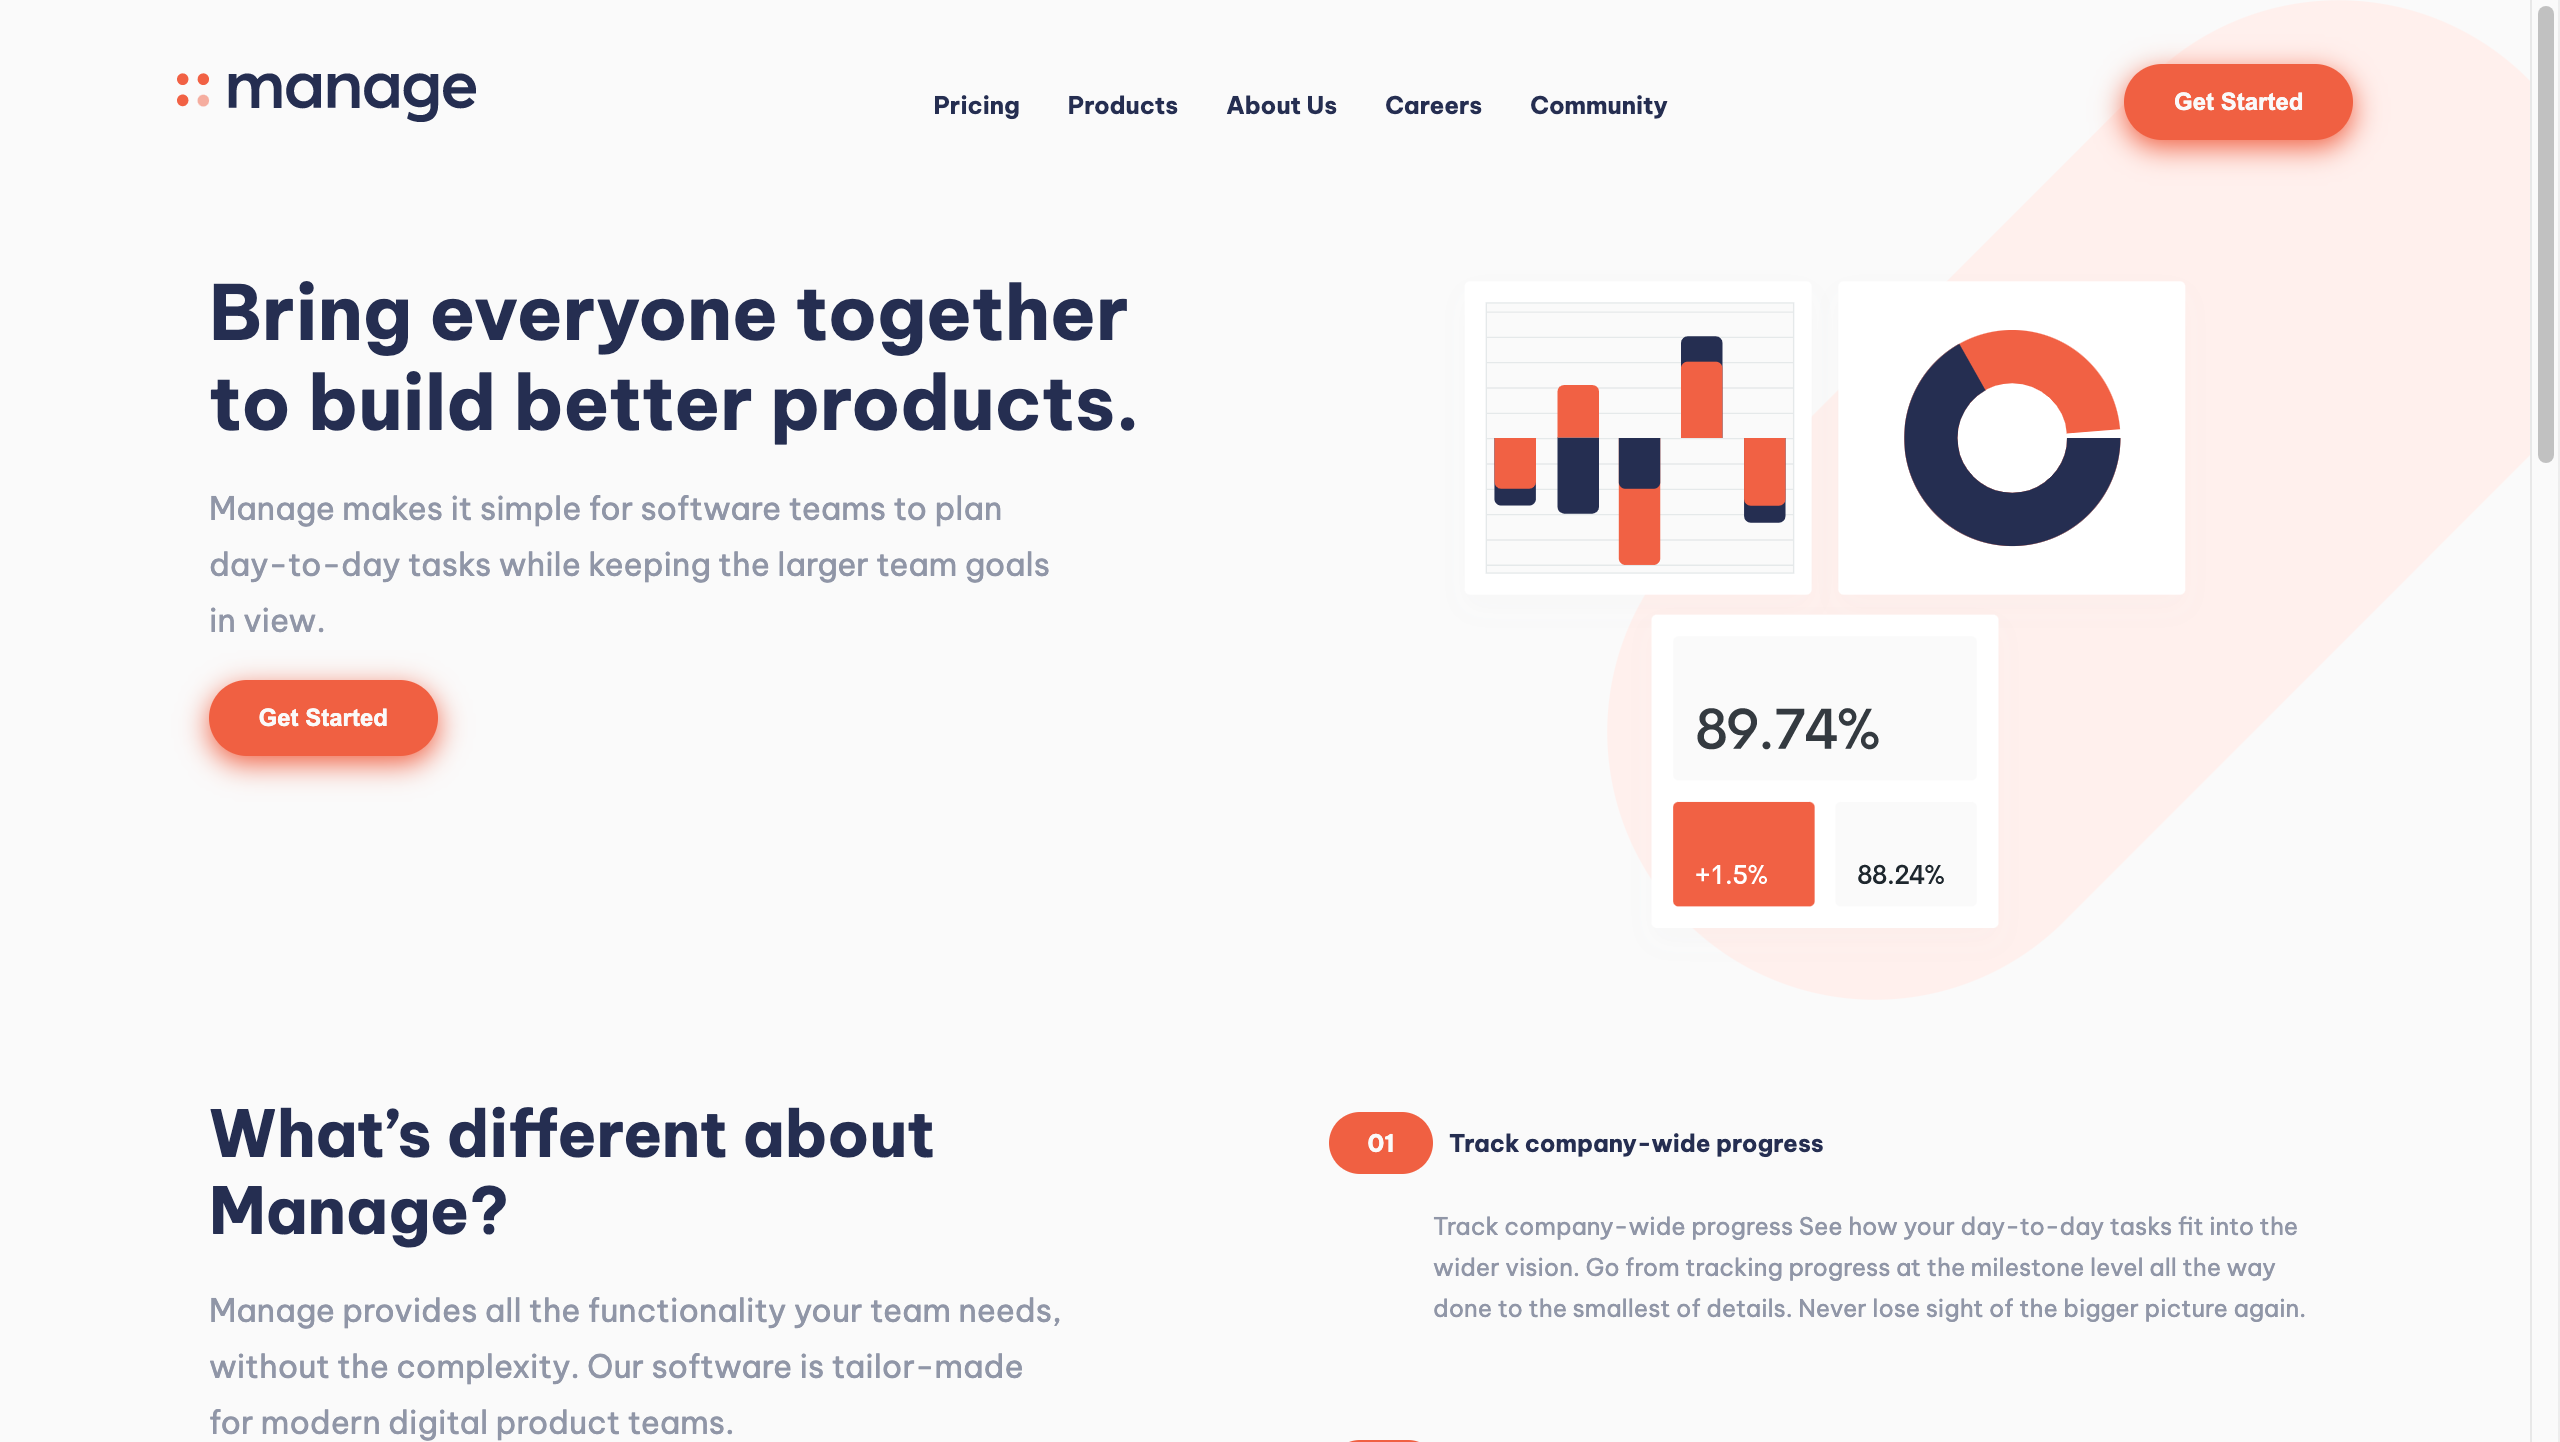 manage
Pricing
Products
About Us
Careers
Community
Get Started
Bring everyone together
to build better products.
Manage makes it simple for software teams to plan
day-to-day tasks while keeping the larger team goals
in view.
Get Started
89.74%
+1.5%
88.24%
What’s different about
Manage?
Manage provides all the functionality your team needs,
without the complexity. Our software is tailor-made
for modern digital product teams.
01
Track company-wide progress
Track company-wide progress See how your day-to-day tasks fit into the
wider vision. Go from tracking progress at the milestone level all the way
done to the smallest of details. Never lose sight of the bigger picture again.